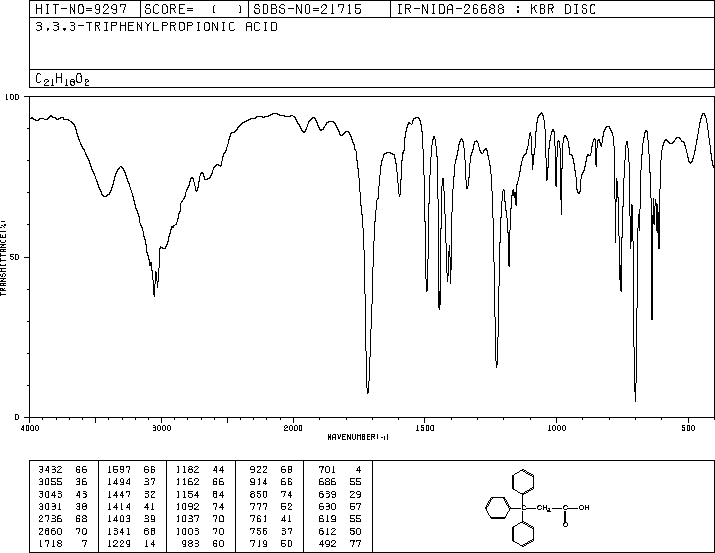 HIT-NO=9297 SCORE= ( ) SDBS-NO=21715 IR-NIDA-26688 : KBR DISC
3,3,3-TRIPHENYLPROPIONIC ACID
C21H18O2
100
50
0
TRANSMITTANCE(%)
4000 3000 2000 1500 1000 500
WAVENUMBER(-1)
3432 66 1597 66 1182 44 922 68 701 4
3055 36 1494 37 1162 66 914 66 686 55
3043 43 1447 32 1154 64 850 74 639 29
3031 38 1414 41 1092 74 777 52 630 57
2736 68 1403 39 1037 70 761 41 619 55
2660 70 1341 68 1003 70 756 37 612 50
1718 7 1229 14 983 60 719 50 492 77
C CH2 C OH
O